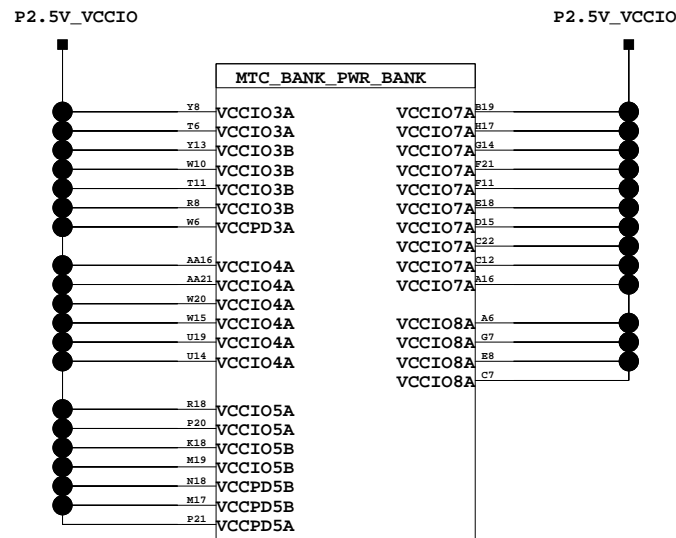 P2.5V_VCCIO
P2.5V_VCCIO
MTC_BANK_PWR_BANK
Y8 VCCIO3A VCCIO7A B19
T6 VCCIO3A VCCIO7A H17
Y13 VCCIO3B VCCIO7A G14
W10 VCCIO3B VCCIO7A F21
T11 VCCIO3B VCCIO7A F11
R8 VCCIO3B VCCIO7A E18
W6 VCCPD3A VCCIO7A D15
VCCIO7A C22
AA16 VCCIO4A VCCIO7A C12
AA21 VCCIO4A VCCIO7A A16
W20 VCCIO4A
W15 VCCIO4A VCCIO8A A6
U19 VCCIO4A VCCIO8A G7
U14 VCCIO4A VCCIO8A E8
VCCIO8A C7
R18 VCCIO5A
P20 VCCIO5A
K18 VCCIO5B
M19 VCCIO5B
N18 VCCPD5B
M17 VCCPD5B
P21 VCCPD5A